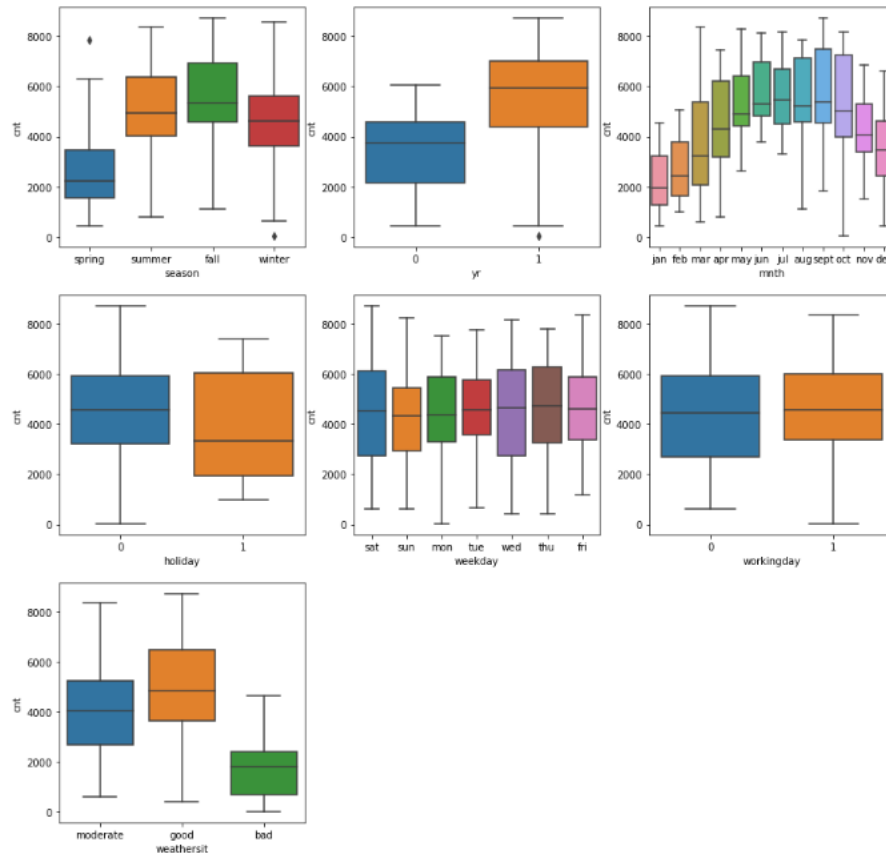 8000
6000
4000
2000
0
cnt
spring summer fall winter
season
8000
6000
4000
2000
0
cnt
0 1
yr
8000
6000
4000
2000
0
cnt
jan feb mar apr may jun jul aug sept oct nov de
mnth
8000
6000
4000
2000
0
cnt
0 1
holiday
8000
6000
4000
2000
0
cnt
sat sun mon tue wed thu fri
weekday
8000
6000
4000
2000
0
cnt
0 1
workingday
8000
6000
4000
2000
0
cnt
moderate good bad
weathersit